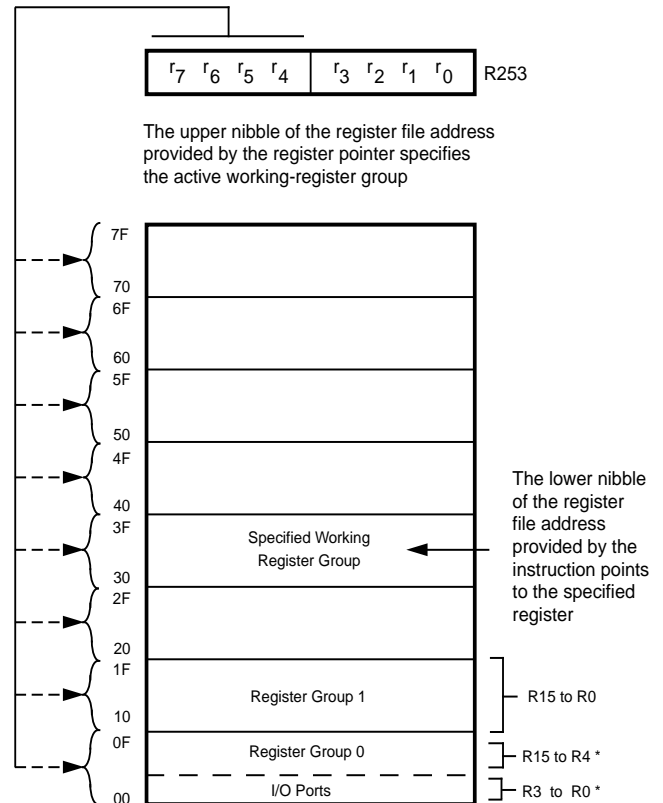 r7 r6 r5 r4 r3 r2 r1 r0 R253
The upper nibble of the register file address
provided by the register pointer specifies
the active working-register group
7F
70
6F
60
5F
50
4F
40
3F
Specified Working
Register Group
30
2F
The lower nibble
of the register
file address
provided by the
instruction points
to the specified
register
20
1F
Register Group 1
R15 to R0
10
0F
Register Group 0
R15 to R4 *
I/O Ports
R3 to R0 *
00